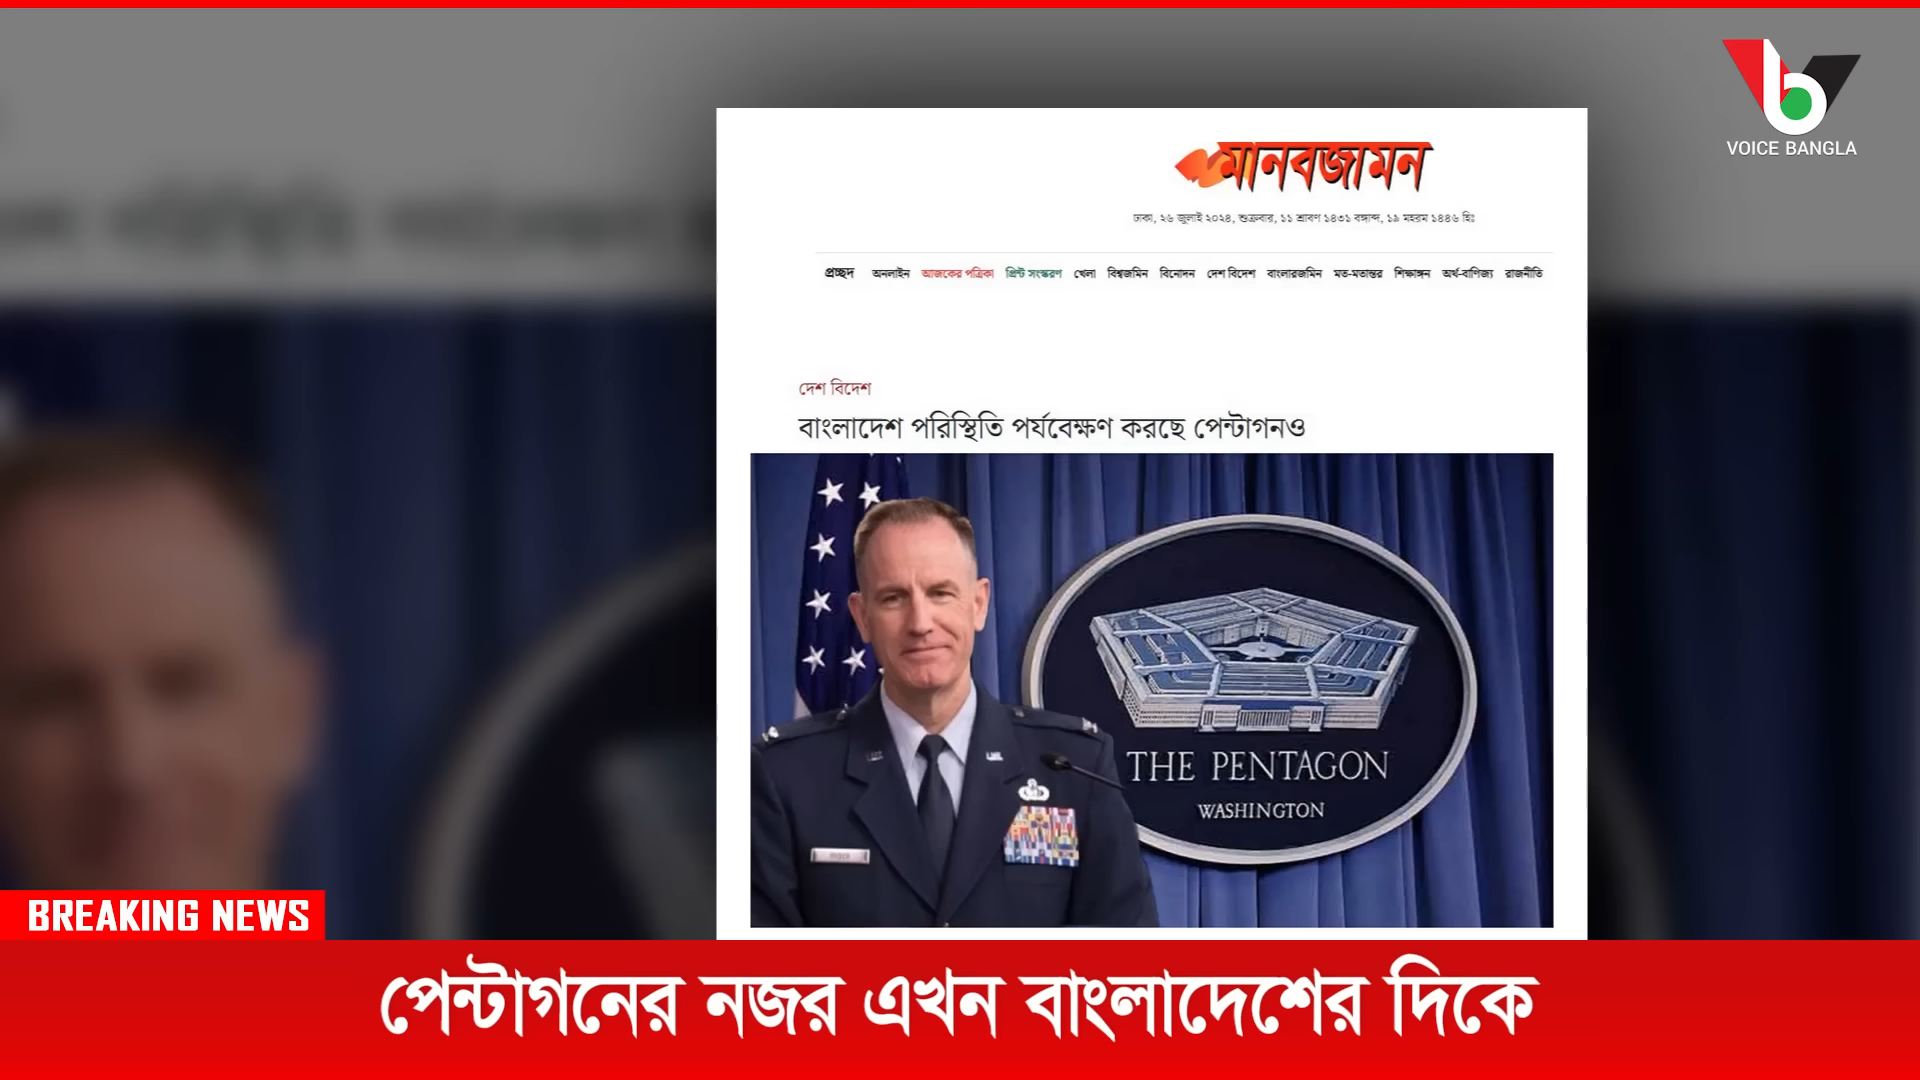 VOICE BANGLA
মানবজামন
ঢাকা, ২৬ জুলাই ২০২৪, শুক্রবার, ১১ শ্রাবণ ১৪৩১ বঙ্গাব্দ, ১৯ মহরম ১৪৪৬ হিঃ
প্রচ্ছদ অনলাইন আজকের পত্রিকা প্রিন্ট সংস্করণ খেলা বিশ্বজমিন বিনোদন দেশ বিদেশ বাংলারজমিন মত-মতান্তর শিক্ষাঙ্গন অর্থ-বাণিজ্য রাজনীতি
দেশ বিদেশ
বাংলাদেশ পরিস্থিতি পর্যবেক্ষণ করছে পেন্টাগনও
THE PENTAGON
WASHINGTON
BREAKING NEWS
পেন্টাগনের নজর এখন বাংলাদেশের দিকে